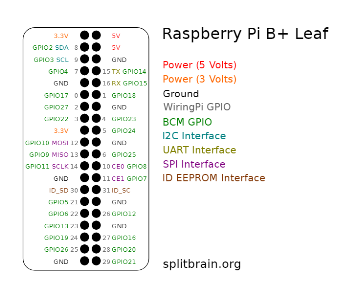 Raspberry Pi B+ Leaf
3.3V 5V
GPIO2 SDA 8 5V
GPIO3 SCL 9 GND
GPIO4 7 15 TX GPIO14
GND 16 RX GPIO15
GPIO17 0 1 GPIO18
GPIO27 2 GND
GPIO22 3 4 GPIO23
3.3V 5 GPIO24
GPIO10 MOSI 12 GND
GPIO9 MISO 13 6 GPIO25
GPIO11 SCLK 14 10 CE0 GPIO8
GND 11 CE1 GPIO7
ID_SD 30 31 ID_SC
GPIO5 21 GND
GPIO6 22 26 GPIO12
GPIO13 23 GND
GPIO19 24 27 GPIO16
GPIO26 25 28 GPIO20
GND 29 GPIO21
Power (5 Volts)
Power (3 Volts)
Ground
WiringPi GPIO
BCM GPIO
I2C Interface
UART Interface
SPI Interface
ID EEPROM Interface
splitbrain.org